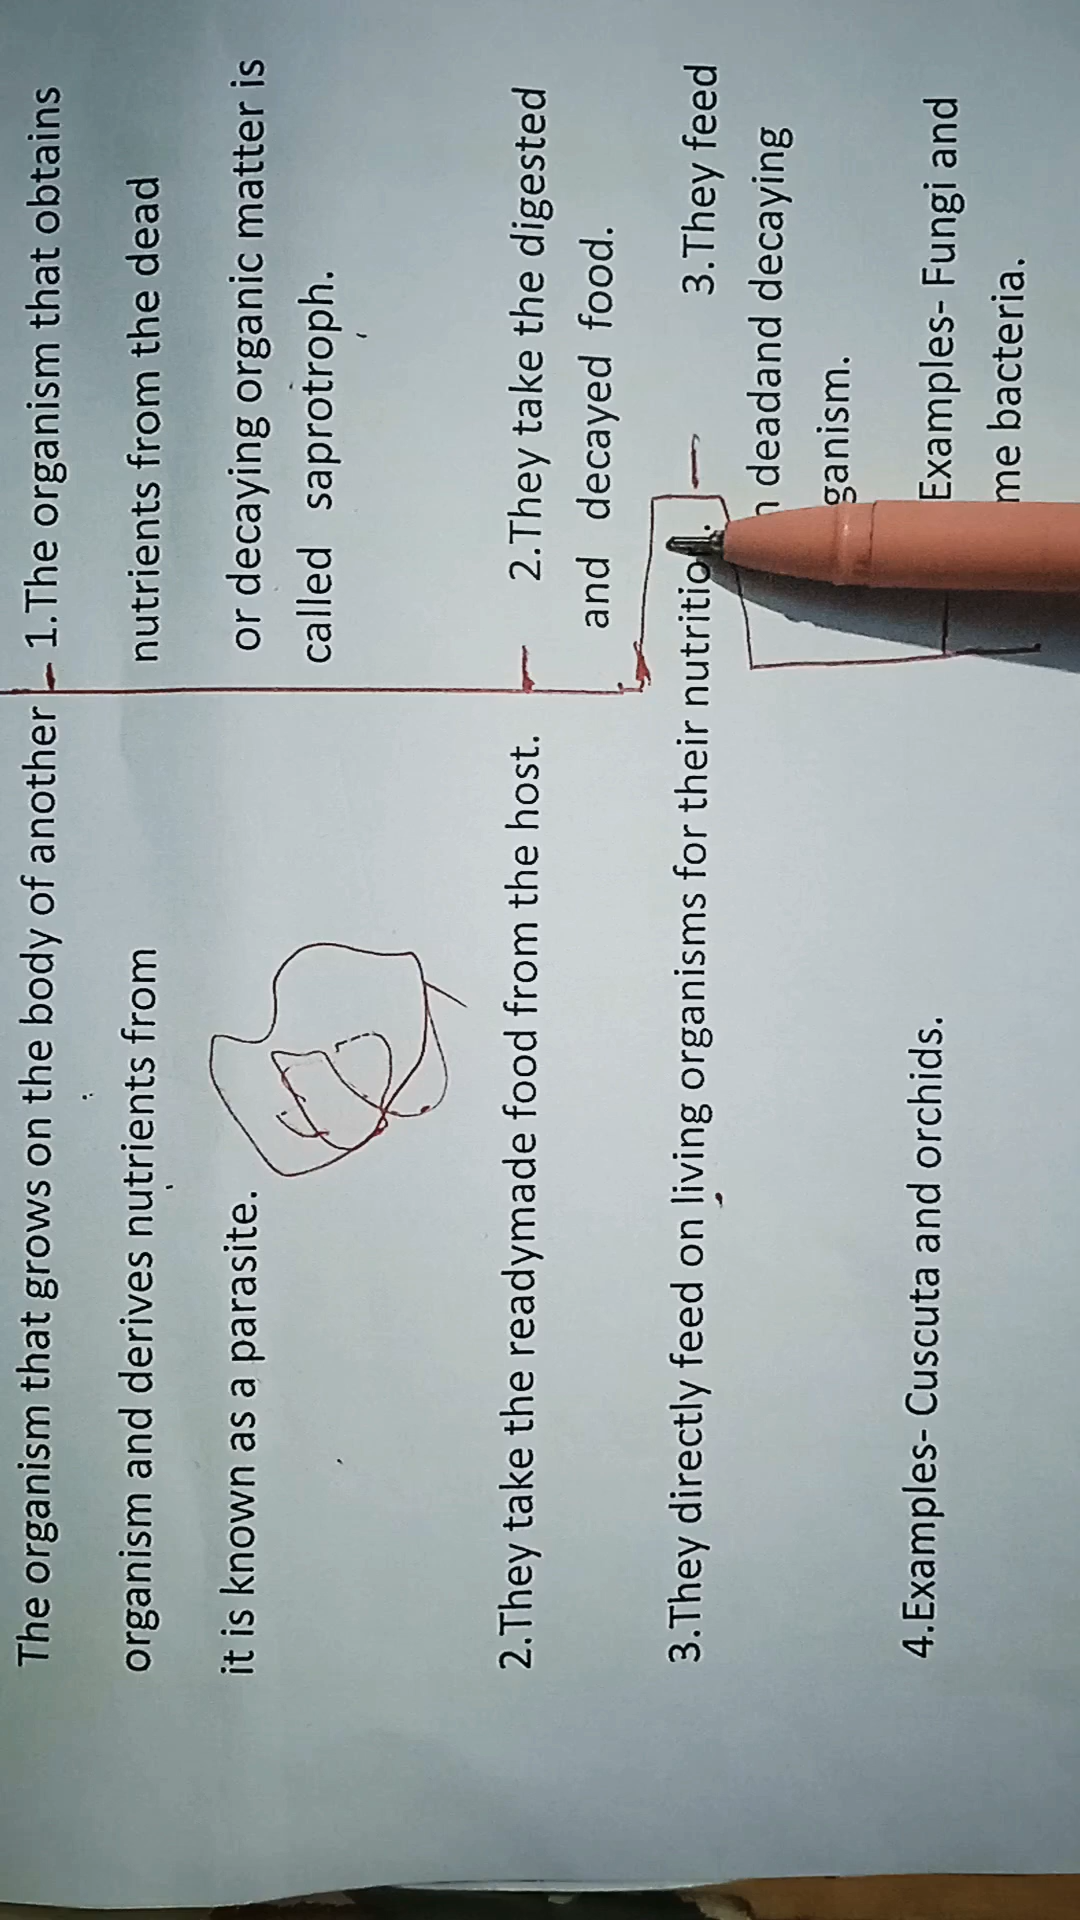 The organism that grows on the body of another
organism and derives nutrients from
it is known as a parasite.
2.They take the readymade food from the host.
3.They directly feed on living organisms for their
4.Examples- Cuscuta and orchids.
1.The organism that obtains
nutrients from the dead
or decaying organic matter is
called saprotroph.
2.They take the digested
and decayed food.
3.They feed
deadand decaying
ganism.
Examples- Fungi and
me bacteria.